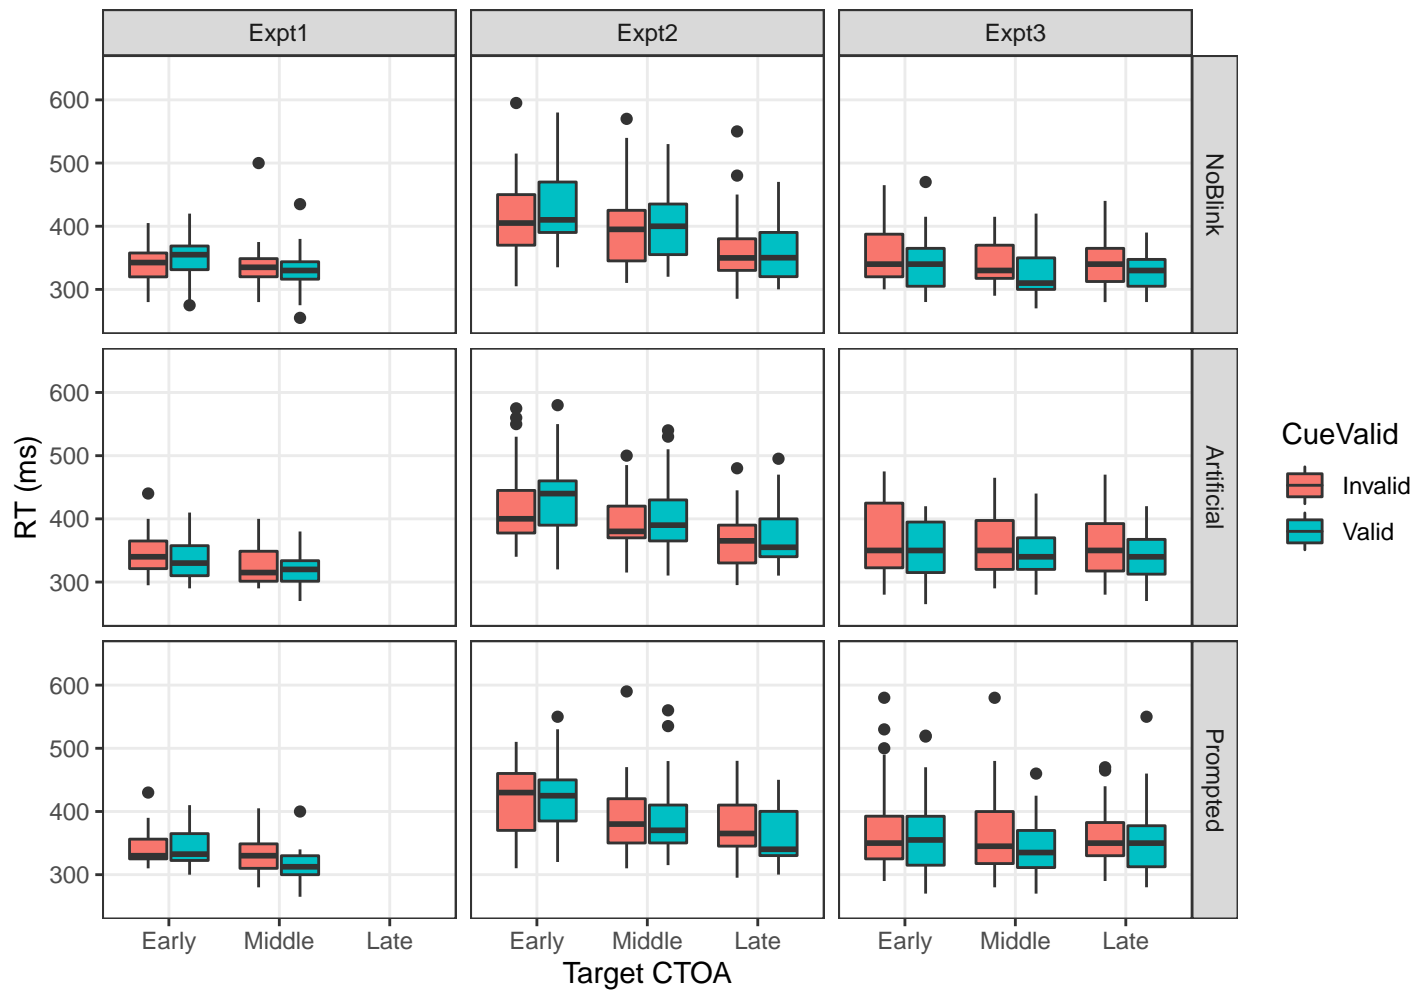 Expt1 Expt2 Expt3
600
500
400
300
NoBlink
600
500
400
300
Artificial
600
500
400
300
Prompted
RT (ms)
Early Middle Late Early Middle Late Early Middle Late
Target CTOA
CueValid
Invalid
Valid